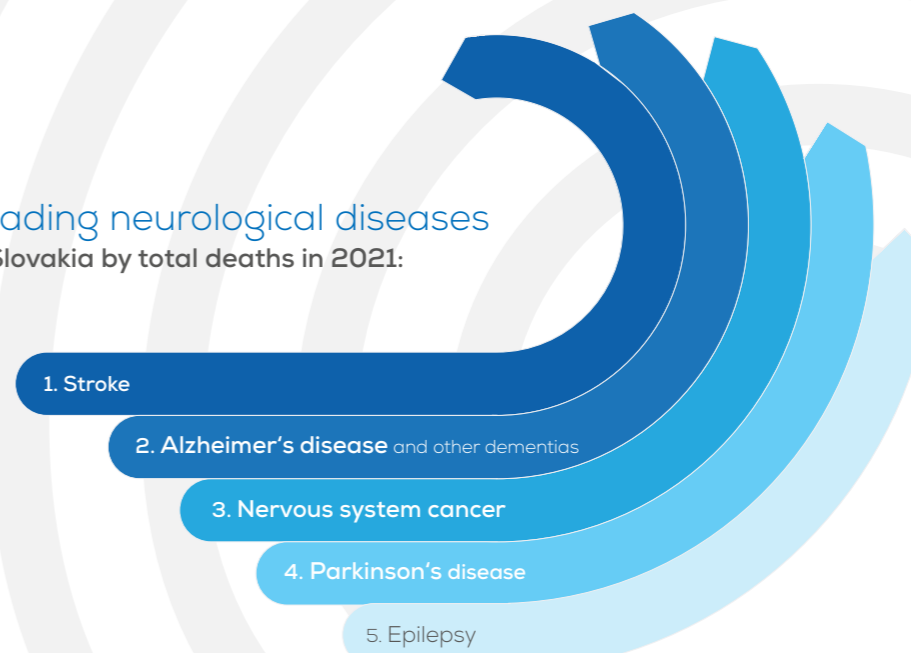 ading neurological diseases
Slovakia by total deaths in 2021:
1. Stroke
2. Alzheimer's disease and other dementias
3. Nervous system cancer
4. Parkinson's disease
5. Epilepsy